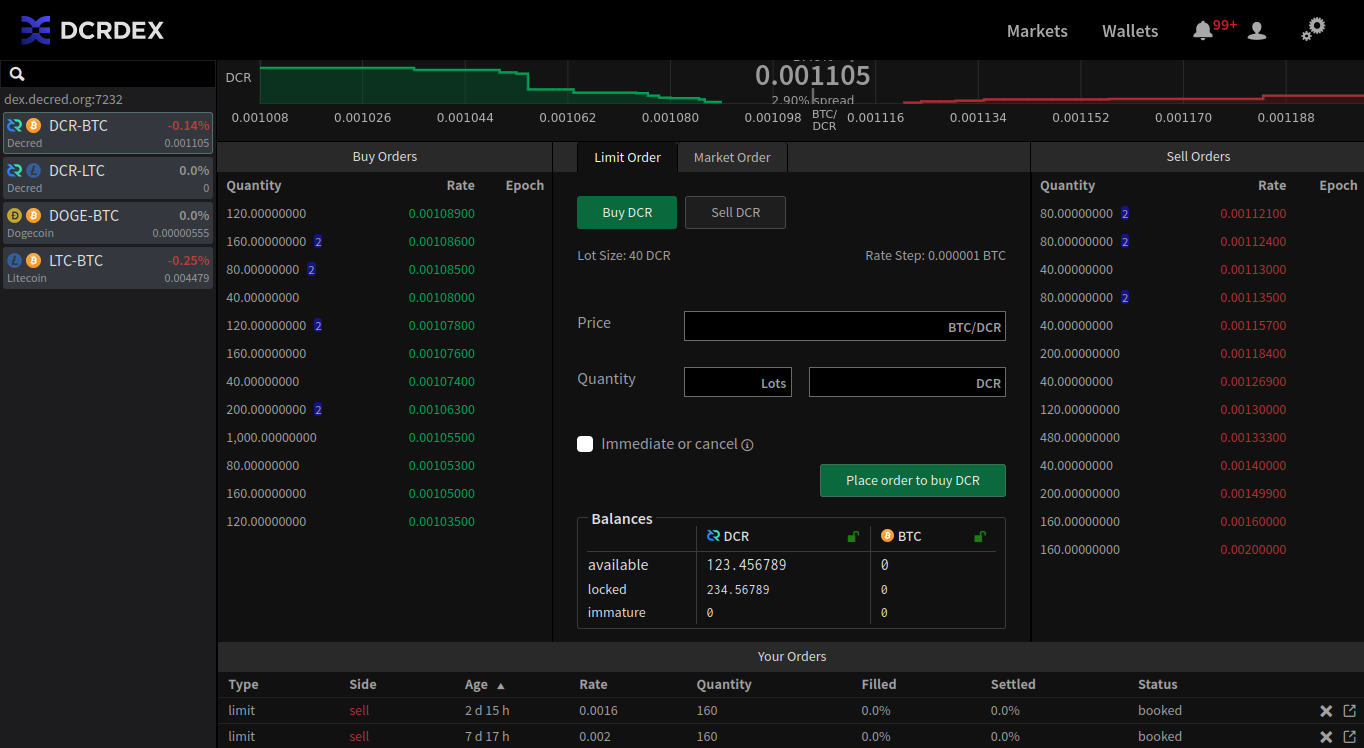 DCRDEX
Markets Wallets 99+
dex.decred.org:7232
DCR-BTC -0.14%
Decred 0.001105
DCR-LTC 0.0%
Decred 0
DOGE-BTC 0.0%
Dogecoin 0.00000555
LTC-BTC -0.25%
Litecoin 0.004479
DCR
0.001105
2.90% spread
0.001008 0.001026 0.001044 0.001062 0.001080 0.001098 BTC/ 0.001116 0.001134 0.001152 0.001170 0.001188
DCR
Buy Orders
Quantity Rate Epoch
120.00000000 0.00108900
160.00000000 2 0.00108600
80.00000000 2 0.00108500
40.00000000 0.00108000
120.00000000 2 0.00107800
160.00000000 0.00107600
40.00000000 0.00107400
200.00000000 2 0.00106300
1,000.00000000 0.00105500
80.00000000 0.00105300
160.00000000 0.00105000
120.00000000 0.00103500
Limit Order Market Order
Buy DCR Sell DCR
Lot Size: 40 DCR Rate Step: 0.000001 BTC
Price BTC/DCR
Quantity Lots DCR
Immediate or cancel
Place order to buy DCR
Balances
DCR BTC
available 123.456789 0
locked 234.56789 0
immature 0 0
Sell Orders
Quantity Rate Epoch
80.00000000 2 0.00112100
80.00000000 2 0.00112400
40.00000000 0.00113000
80.00000000 2 0.00113500
40.00000000 0.00115700
200.00000000 0.00118400
40.00000000 0.00126900
120.00000000 0.00130000
480.00000000 0.00133300
40.00000000 0.00140000
200.00000000 0.00149900
160.00000000 0.00160000
160.00000000 0.00200000
Your Orders
Type Side Age ▲ Rate Quantity Filled Settled Status
limit sell 2 d 15 h 0.0016 160 0.0% 0.0% booked
limit sell 7 d 17 h 0.002 160 0.0% 0.0% booked